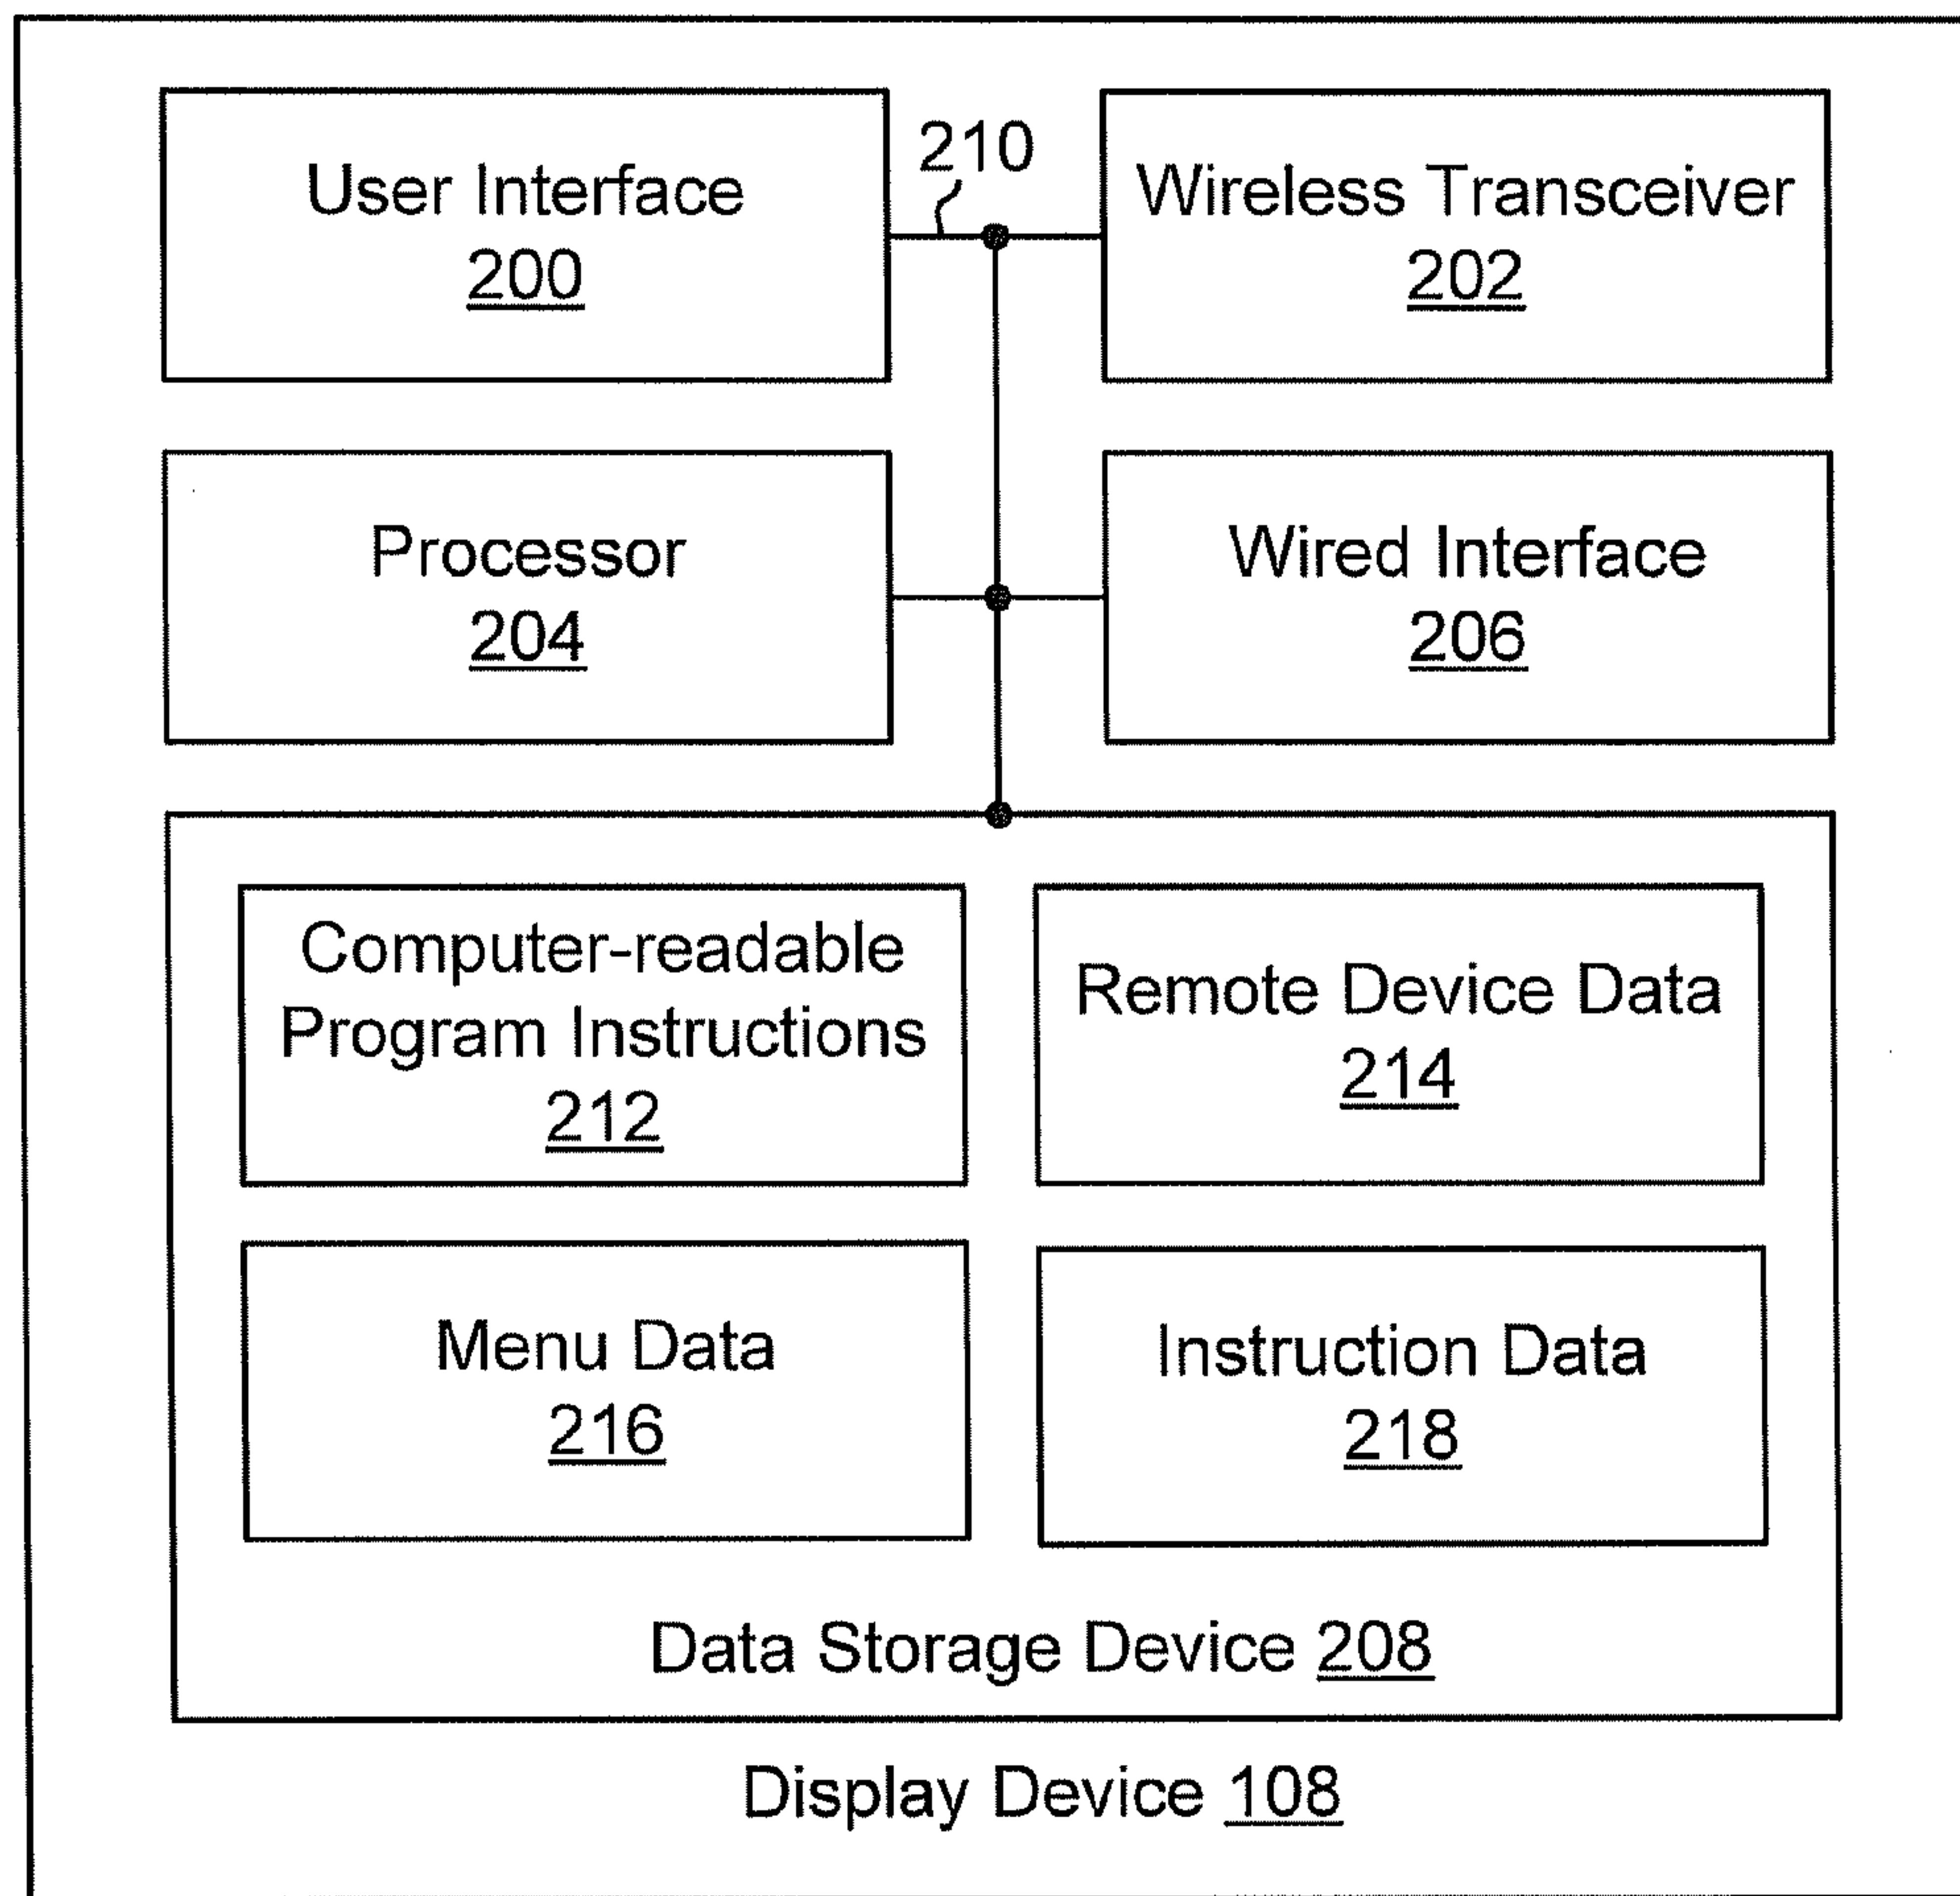 User Interface
200
210
Wireless Transceiver
202
Processor
204
Wired Interface
206
Computer-readable
Program Instructions
212
Remote Device Data
214
Menu Data
216
Instruction Data
218
Data Storage Device 208
Display Device 108